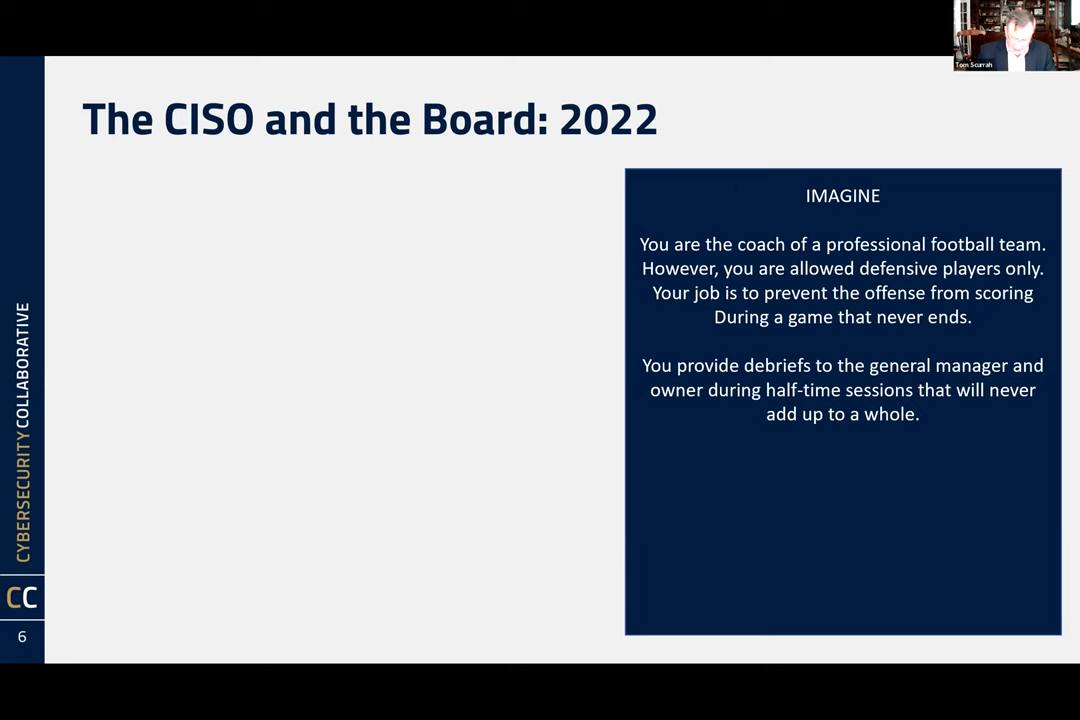 Tom Scurrah
The CISO and the Board: 2022
IMAGINE
You are the coach of a professional football team.
However, you are allowed defensive players only.
Your job is to prevent the offense from scoring
During a game that never ends.
You provide debriefs to the general manager and
owner during half-time sessions that will never
add up to a whole.
CYBERSECURITY COLLABORATIVE
CC
6